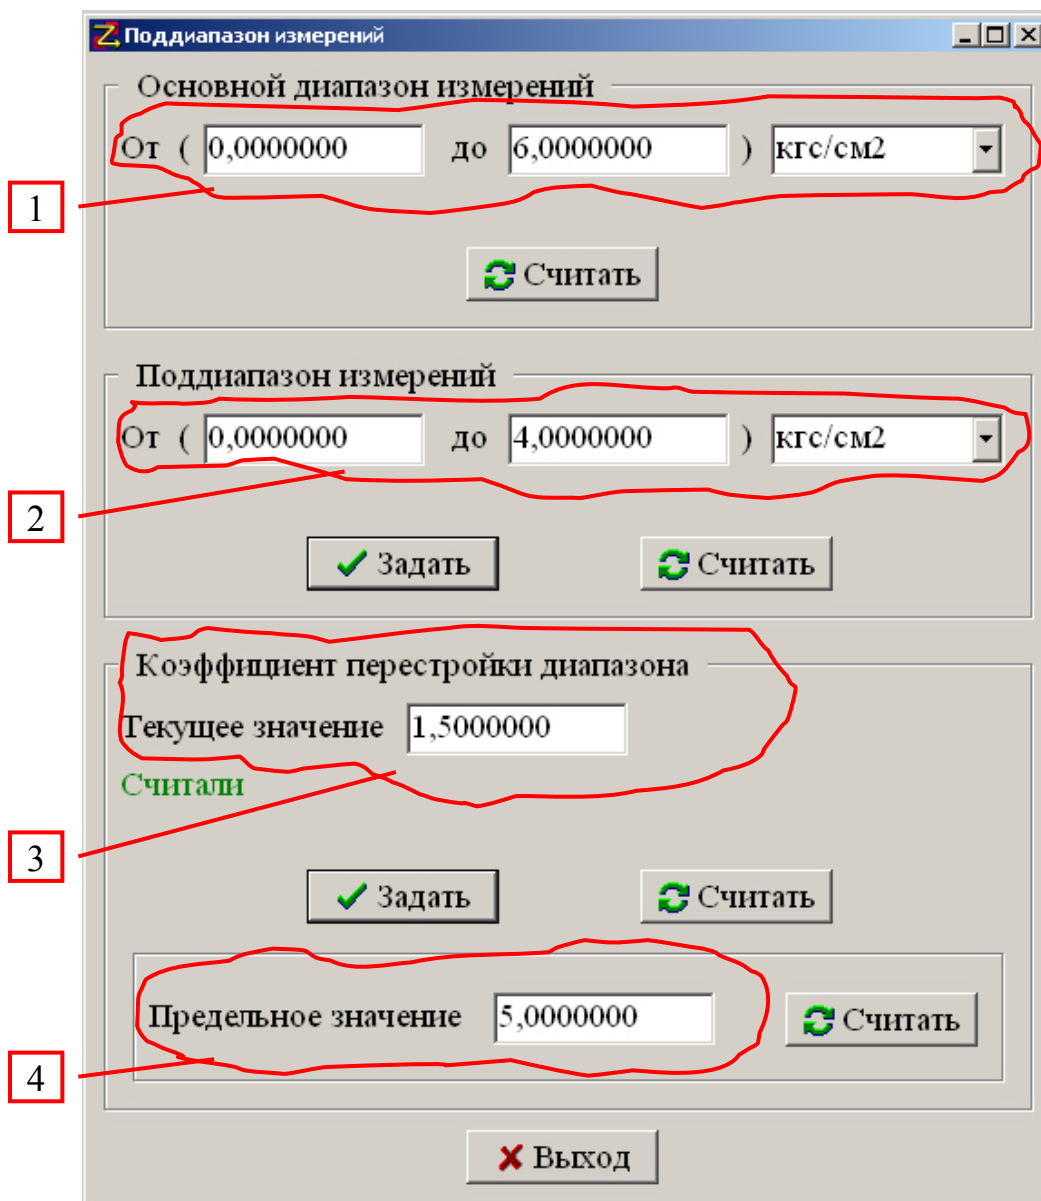 Поддиапазон измерений
Основной диапазон измерений
От ( 0,0000000 до 6,0000000 ) кгс/см2
1
Считать
Поддиапазон измерений
От ( 0,0000000 до 4,0000000 ) кгс/см2
2
Задать Считать
Коэффициент перестройки диапазона
Текущее значение 1,5000000
Считали
3
Задать Считать
Предельное значение 5,0000000 Считать
4
Выход